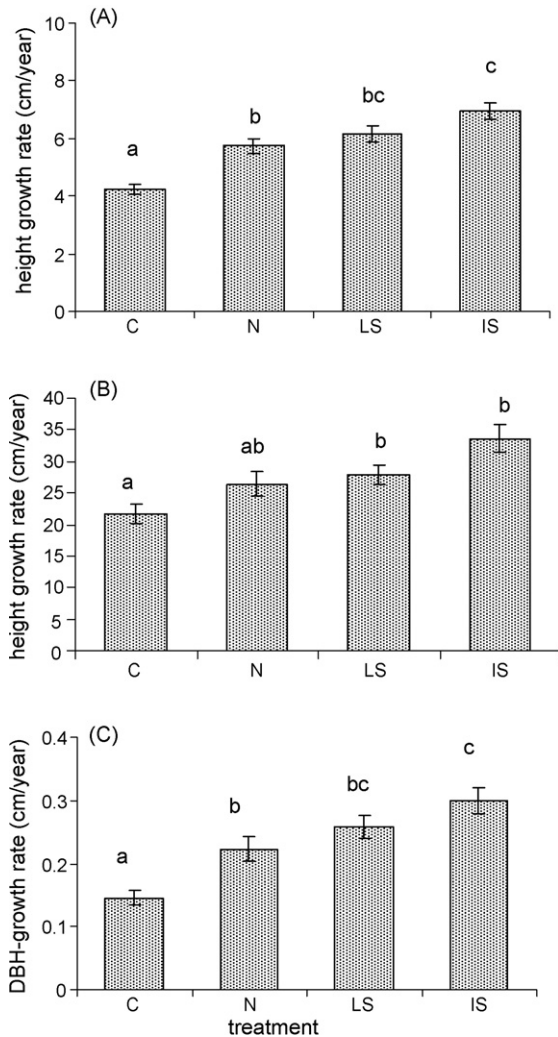 (A)
height growth rate (cm/year)
10
8
6
4
2
0
a
b
bc
c
C N LS IS
(B)
height growth rate (cm/year)
40
35
30
25
20
15
10
5
0
a
ab
b
b
C N LS IS
(C)
DBH-growth rate (cm/year)
0.4
0.3
0.2
0.1
0
a
b
bc
c
C N LS IS
treatment